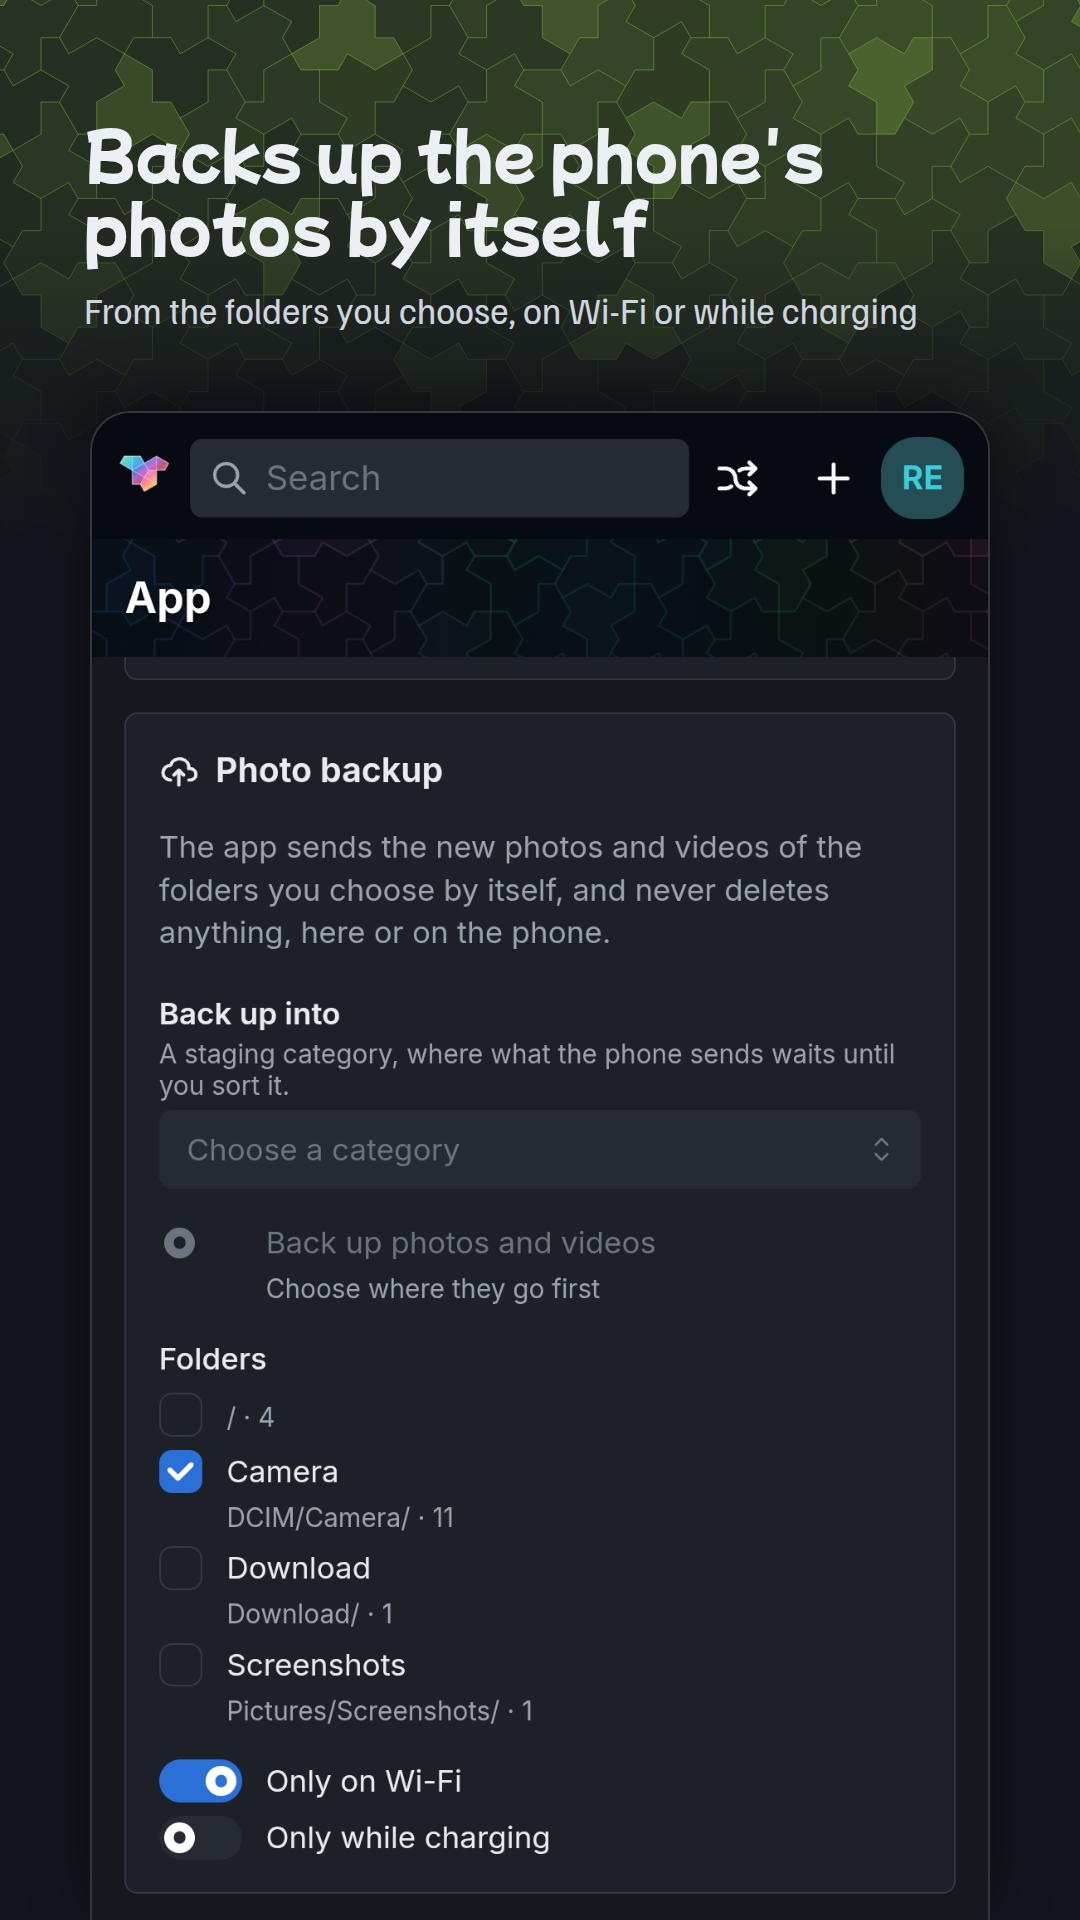 Backs up the phone's
photos by itself
From the folders you choose, on Wi-Fi or while charging
Search
RE
App
Photo backup
The app sends the new photos and videos of the
folders you choose by itself, and never deletes
anything, here or on the phone.
Back up into
A staging category, where what the phone sends waits until
you sort it.
Choose a category
Back up photos and videos
Choose where they go first
Folders
/ · 4
Camera
DCIM/Camera/ · 11
Download
Download/ · 1
Screenshots
Pictures/Screenshots/ · 1
Only on Wi-Fi
Only while charging